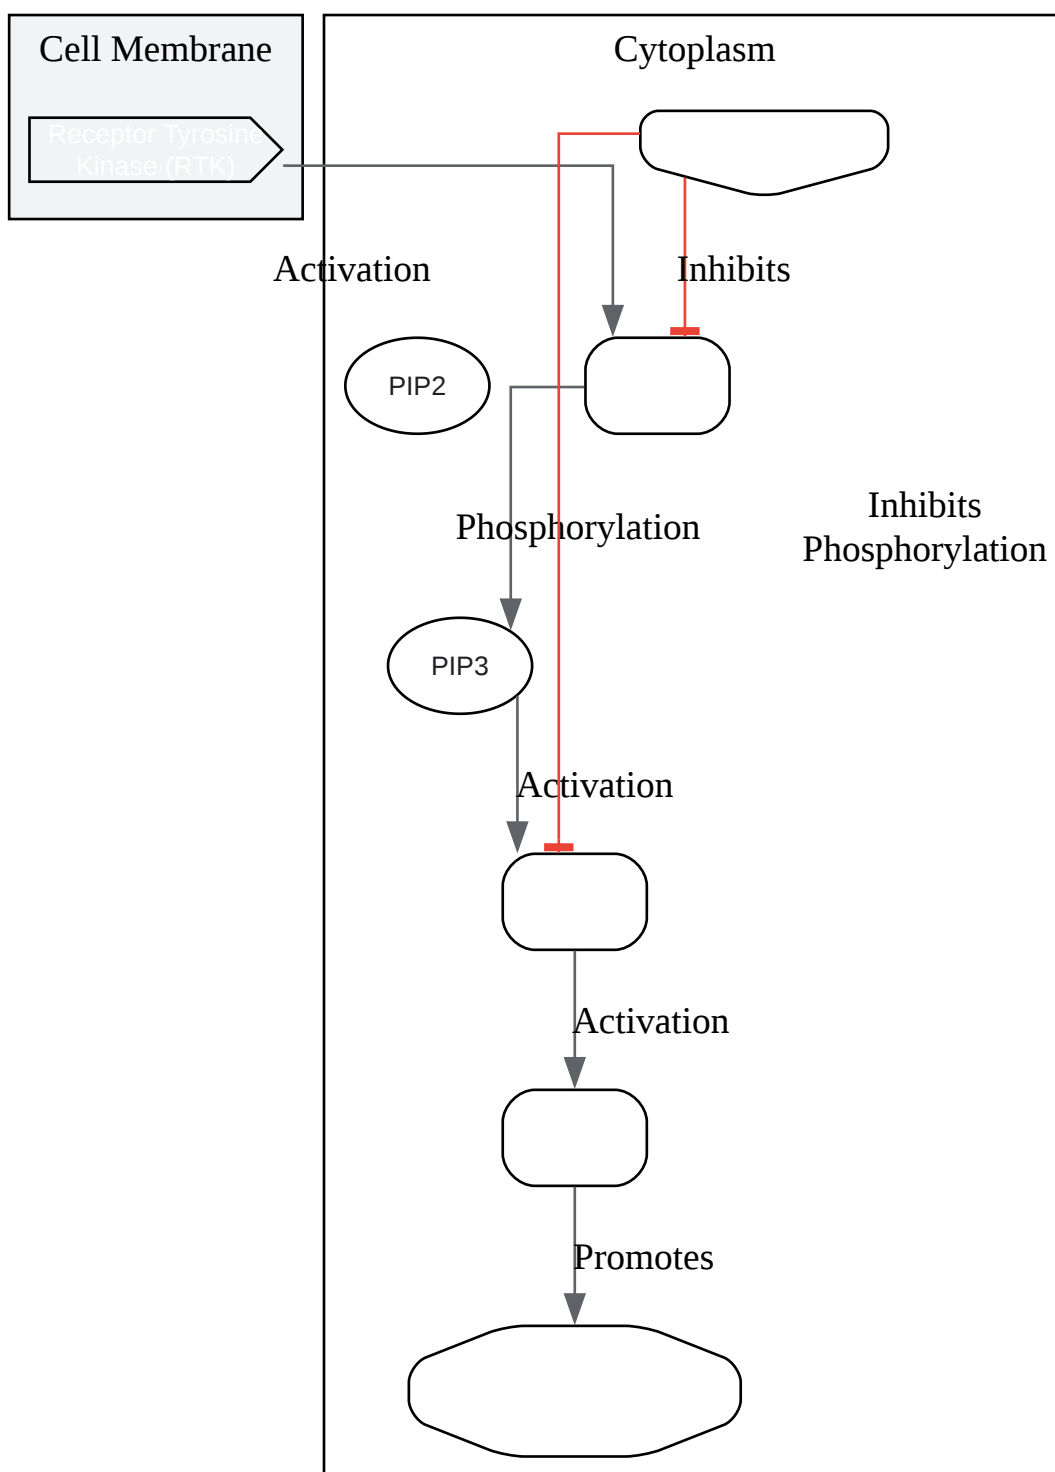 Cell Membrane
Cytoplasm
Receptor Tyrosine
Kinase (RTK)
Activation
Inhibits
PIP2
Inhibits
Phosphorylation
Phosphorylation
PIP3
Activation
Activation
Promotes